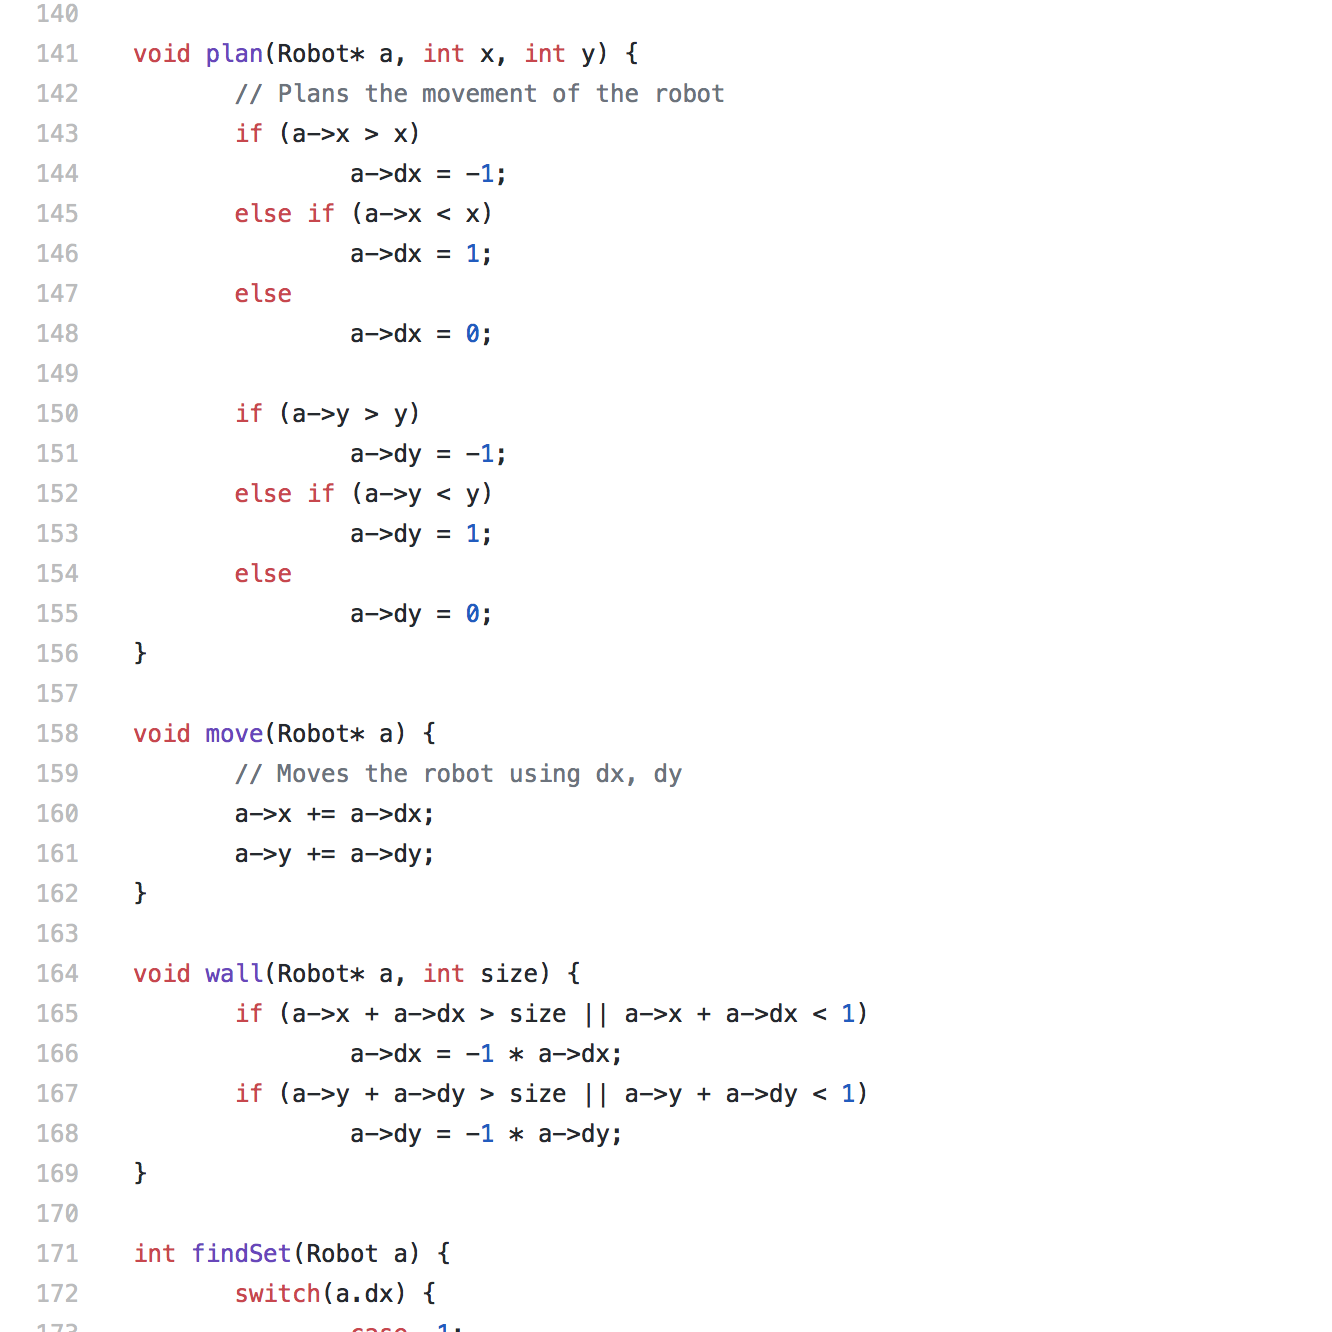 140
141 void plan(Robot* a, int x, int y) {
142 // Plans the movement of the robot
143 if (a->x > x)
144 a->dx = -1;
145 else if (a->x < x)
146 a->dx = 1;
147 else
148 a->dx = 0;
149
150 if (a->y > y)
151 a->dy = -1;
152 else if (a->y < y)
153 a->dy = 1;
154 else
155 a->dy = 0;
156 }
157
158 void move(Robot* a) {
159 // Moves the robot using dx, dy
160 a->x += a->dx;
161 a->y += a->dy;
162 }
163
164 void wall(Robot* a, int size) {
165 if (a->x + a->dx > size || a->x + a->dx < 1)
166 a->dx = -1 * a->dx;
167 if (a->y + a->dy > size || a->y + a->dy < 1)
168 a->dy = -1 * a->dy;
169 }
170
171 int findSet(Robot a) {
172 switch(a.dx) {
173 case -1: